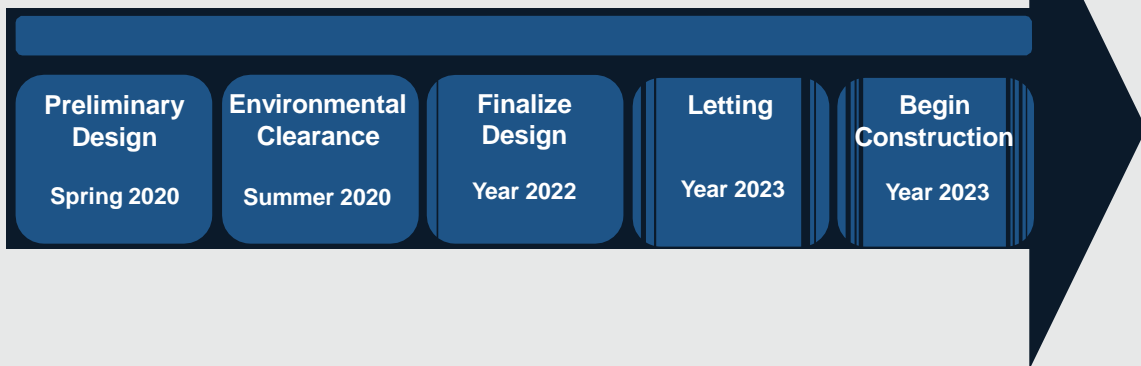 Preliminary
Design
Spring 2020
Environmental
Clearance
Summer 2020
Finalize
Design
Year 2022
Letting
Year 2023
Begin
Construction
Year 2023